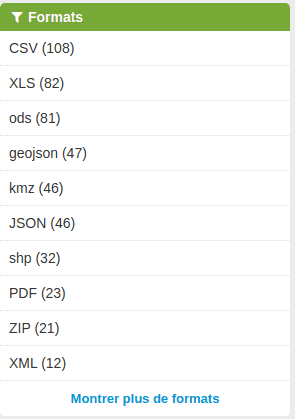 Formats
CSV (108)
XLS (82)
ods (81)
geojson (47)
kmz (46)
JSON (46)
shp (32)
PDF (23)
ZIP (21)
XML (12)
Montrer plus de formats